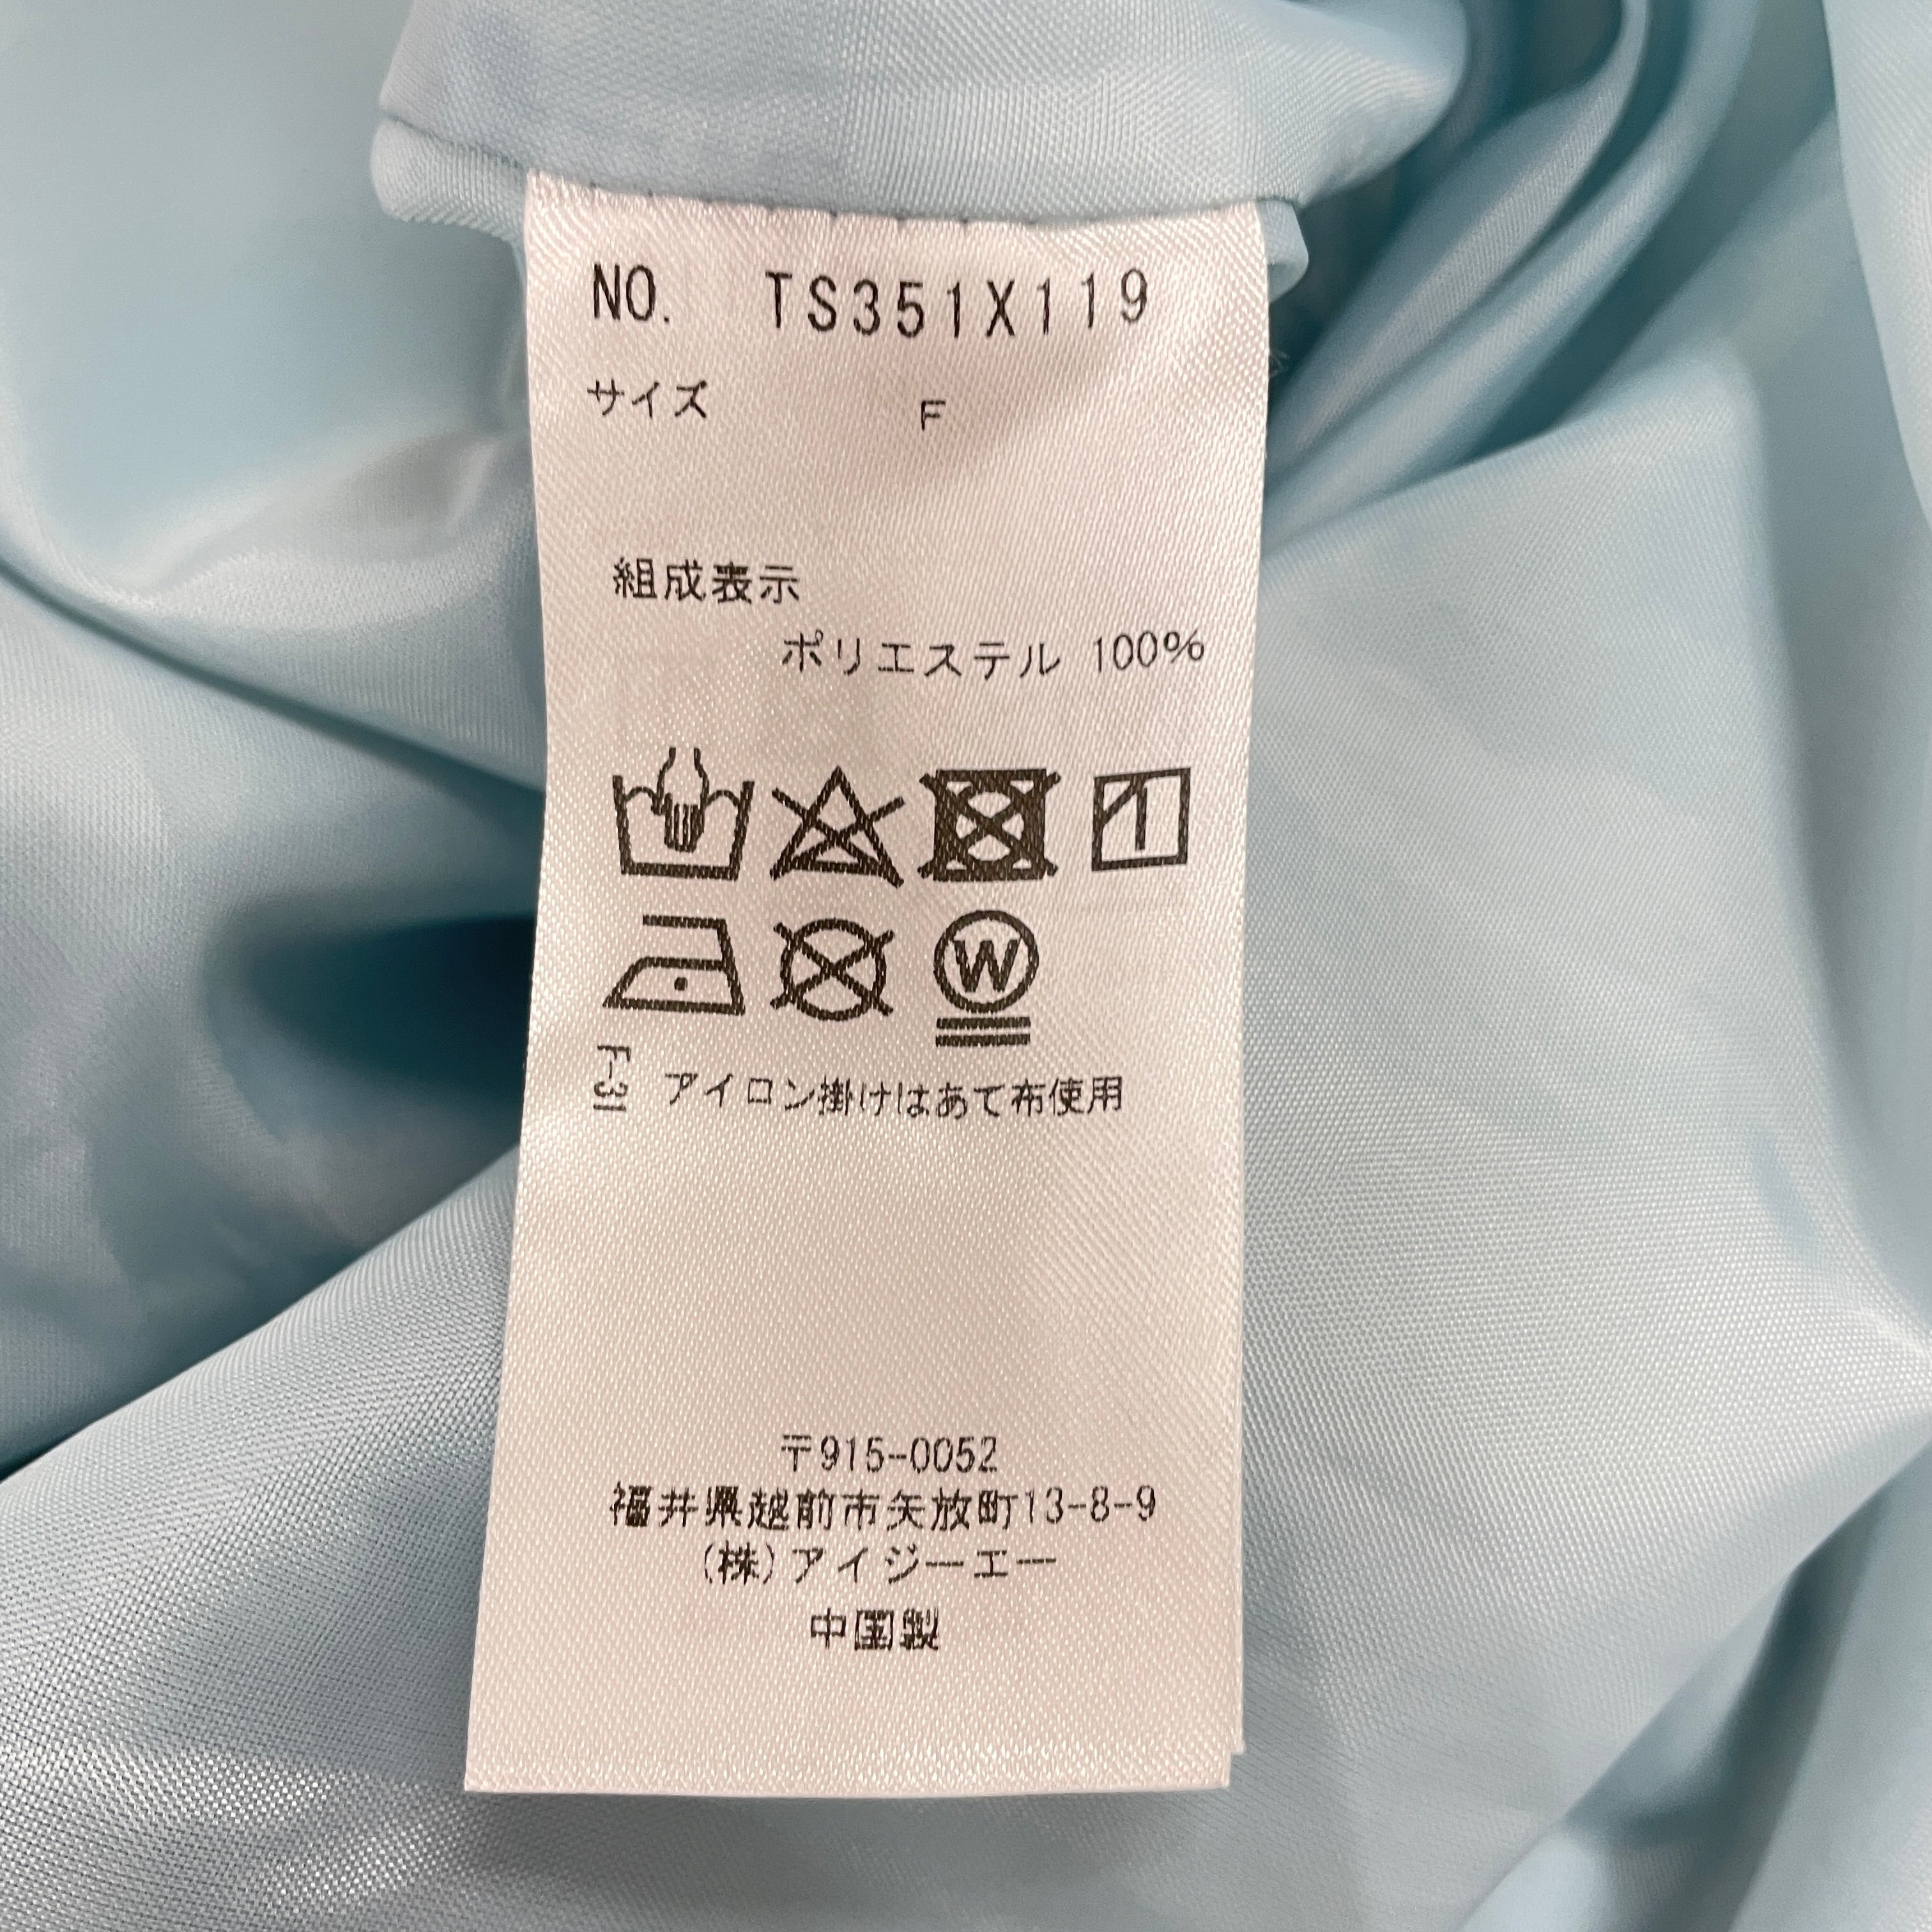 NO. TS351X119
サイズ F
組成表示
ポリエステル 100%
W
F-31 アイロン掛けはあて布使用
〒915-0052
福井県越前市矢放町13-8-9
(株)アイジーエー
中国製